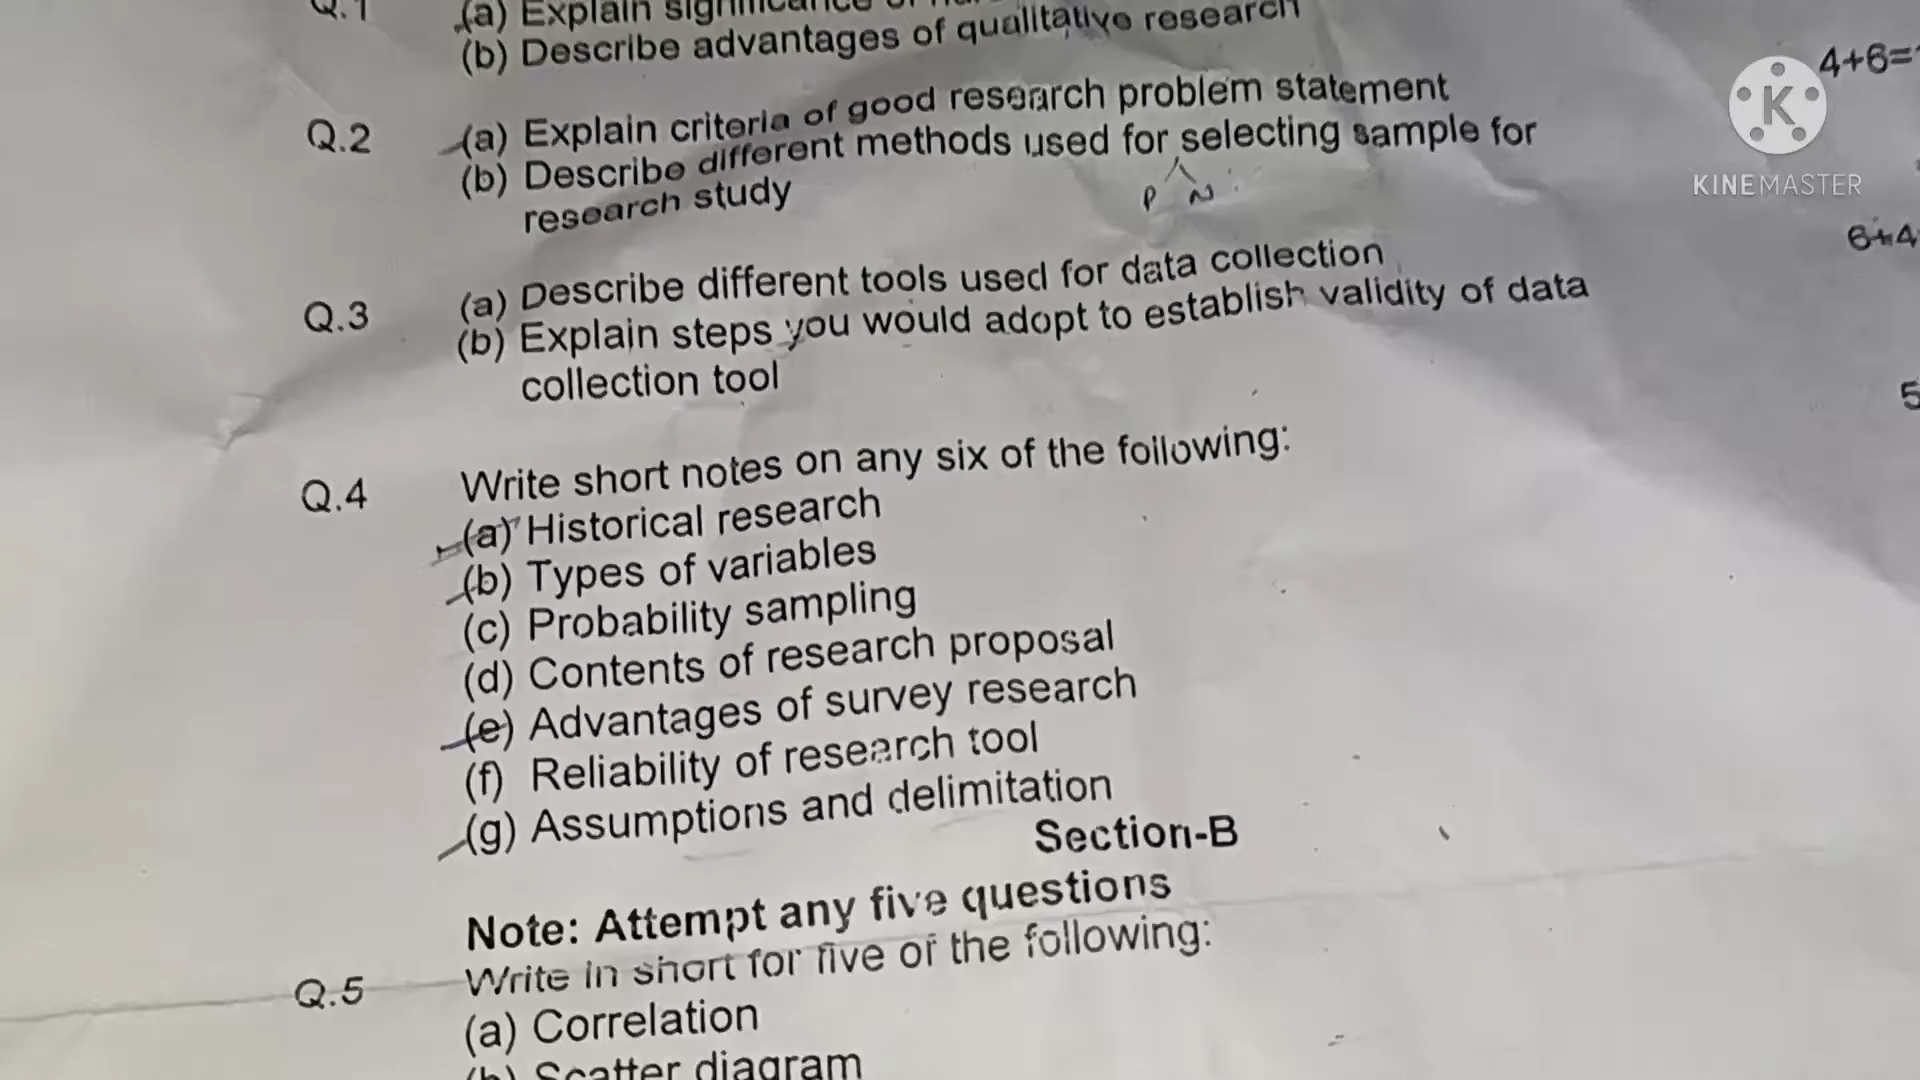 Q.1 (a) Explain significance of
(b) Describe advantages of qualitative research
4+6=
Q.2 (a) Explain criteria of good research problem statement
(b) Describe different methods used for selecting sample for
research study
P N
6+4
Q.3 (a) Describe different tools used for data collection
(b) Explain steps you would adopt to establish validity of data
collection tool
5
Q.4 Write short notes on any six of the following:
(a) Historical research
(b) Types of variables
(c) Probability sampling
(d) Contents of research proposal
(e) Advantages of survey research
(f) Reliability of research tool
(g) Assumptions and delimitation
Section-B
Note: Attempt any five questions
Q.5 Write in short for five of the following:
(a) Correlation
(b) Scatter diagram
K
KINEMASTER